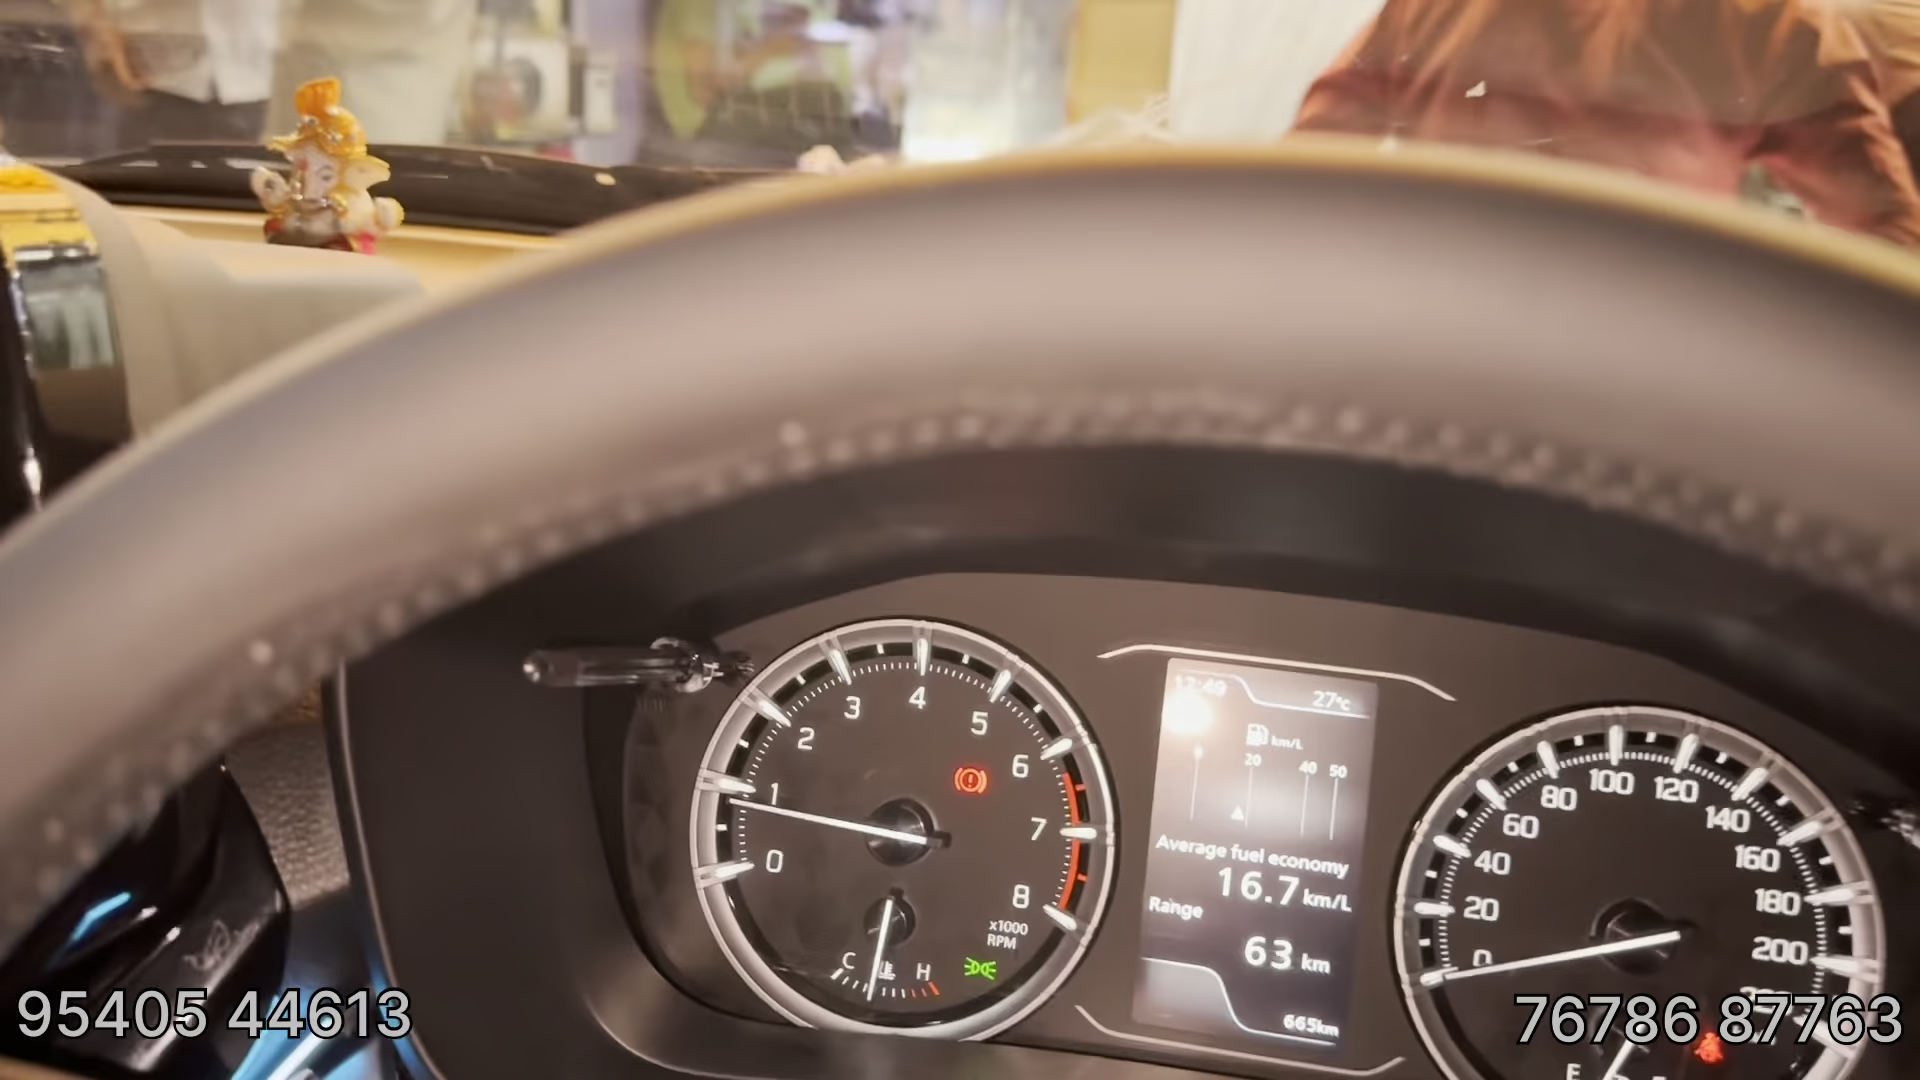 12:49 27°C
km/L
20 40 50
Average fuel economy
16.7 km/L
Range
63 km
665km
0 1 2 3 4 5 6 7 8
x1000
RPM
C H
0 20 40 60 80 100 120 140 160 180 200
E
95405 44613
76786 87763